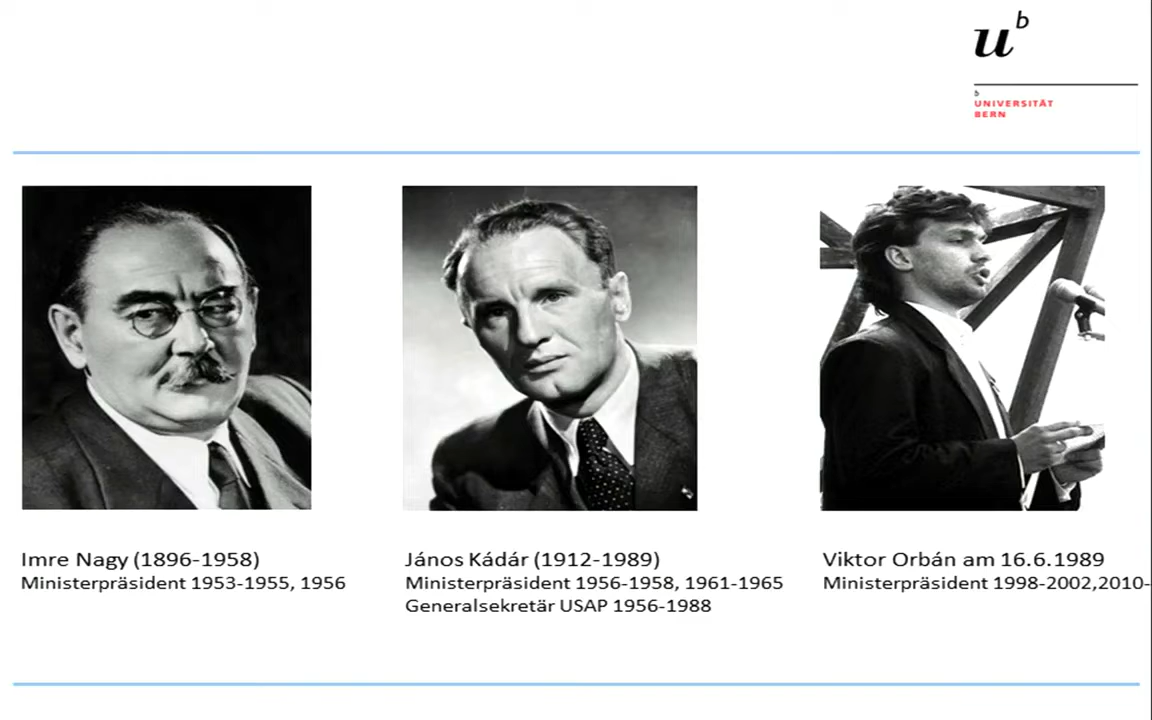 u b
b
UNIVERSITÄT
BERN
Imre Nagy (1896-1958)
Ministerpräsident 1953-1955, 1956
János Kádár (1912-1989)
Ministerpräsident 1956-1958, 1961-1965
Generalsekretär USAP 1956-1988
Viktor Orbán am 16.6.1989
Ministerpräsident 1998-2002,2010-